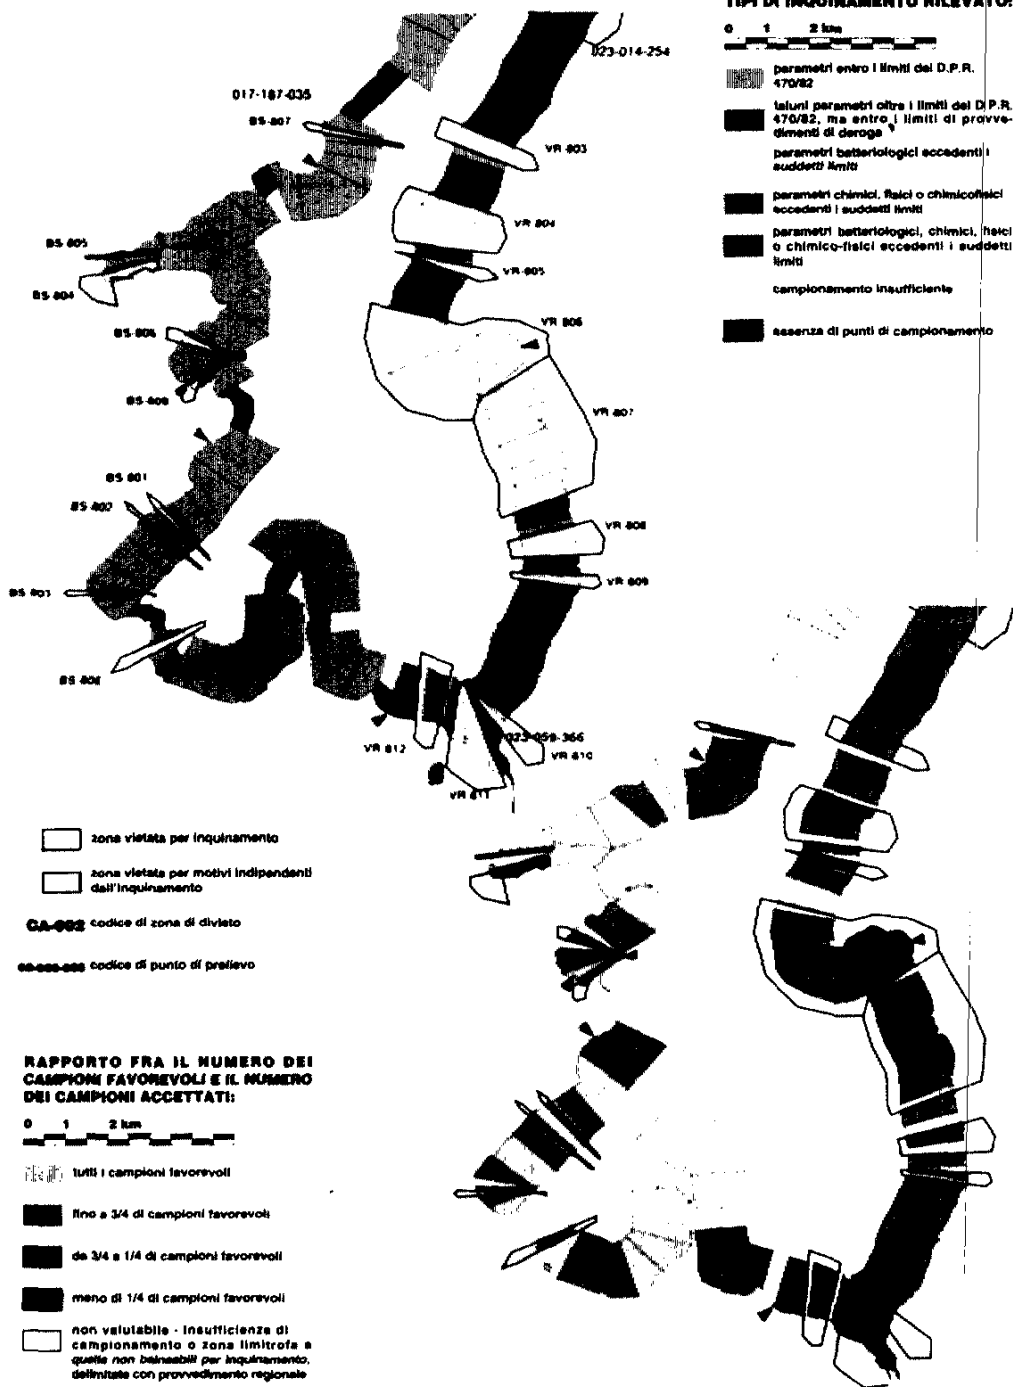 TIPI DI INQUINAMENTO RILEVATO:
0 1 2 km
parametri entro i limiti del D.P.R.
470/82
taluni parametri oltre i limiti del D.P.R.
470/82, ma entro i limiti di provve-
dimenti di deroga
parametri batteriologici eccedenti i
suddetti limiti
parametri chimici, fisici o chimicofisici
eccedenti i suddetti limiti
parametri batteriologici, chimici, fisici
o chimico-fisici eccedenti i suddetti
limiti
campionamento insufficiente
assenza di punti di campionamento
023-014-254
017-187-035
BS-807
VR-803
VR-804
BS-805
VR-805
BS-804
VR-806
BS-806
BS-809
VR-807
BS-801
BS-802
VR-808
VR-809
BS-803
BS-808
023-059-366
VR 812
VR 810
VR 811
zona vietata per inquinamento
zona vietata per motivi indipendenti
dall'inquinamento
CA-002 codice di zona di divieto
codice di punto di prelievo
RAPPORTO FRA IL NUMERO DEI
CAMPIONI FAVOREVOLI E IL NUMERO
DEI CAMPIONI ACCETTATI:
0 1 2 km
tutti i campioni favorevoli
fino a 3/4 di campioni favorevoli
da 3/4 a 1/4 di campioni favorevoli
meno di 1/4 di campioni favorevoli
non valutabile - insufficienza di
campionamento o zona limitrofa a
quelle non balneabili per inquinamento,
delimitate con provvedimento regionale